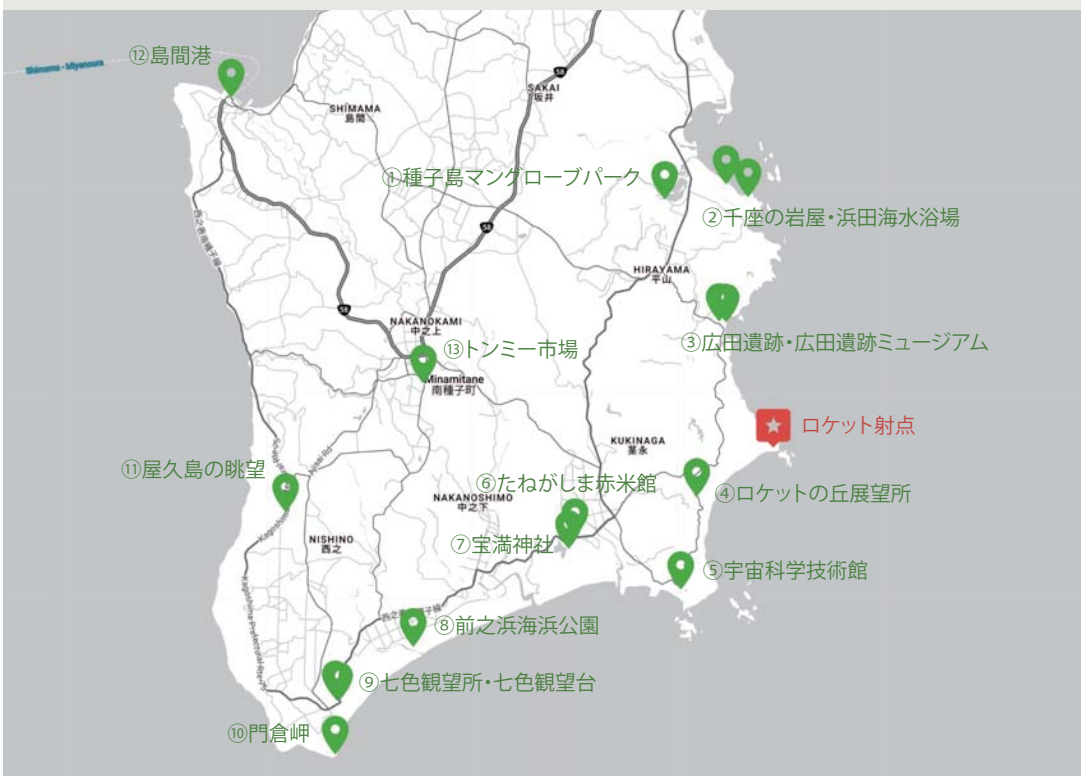 ⑫島間港
Shimama - Miyanoura
58
SAKAI
坂井
SHIMAMA
島間
①種子島マングローブパーク
②千座の岩屋・浜田海水浴場
58
HIRAYAMA
平山
58
NAKANOKAMI
中之上
③広田遺跡・広田遺跡ミュージアム
⑬トンミー市場
Minamitane
南種子町
ロケット射点
KUKINAGA
茎永
⑪屋久島の眺望
⑥たねがしま赤米館
④ロケットの丘展望所
NAKANOSHIMO
中之下
⑦宝満神社
NISHINO
西之
⑤宇宙科学技術館
⑧前之浜海浜公園
⑨七色観望所・七色観望台
⑩門倉岬